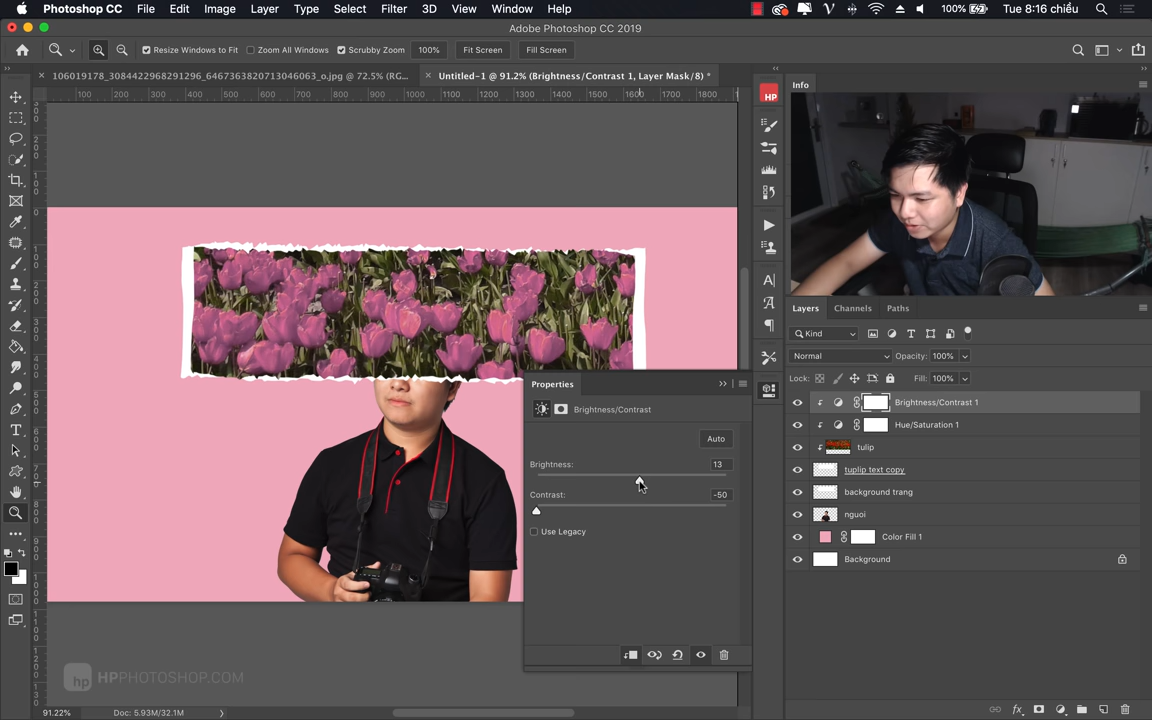 Photoshop CC File Edit Image Layer Type Select Filter 3D View Window Help 100% Tue 8:16 chiều
Adobe Photoshop CC 2019
Resize Windows to Fit Zoom All Windows Scrubby Zoom 100% Fit Screen Fill Screen
106019178_3084422968291296_6467363820713046063_o.jpg @ 72.5% (RG... Untitled-1 @ 91.2% (Brightness/Contrast 1, Layer Mask/8) *
100 200 300 400 500 600 700 800 900 1000 1100 1200 1300 1400 1500 1600 1700 1800
Info
HP
Layers Channels Paths
Kind
Normal Opacity: 100%
Lock: Fill: 100%
Brightness/Contrast 1
Hue/Saturation 1
tulip
tuplip text copy
background trang
nguoi
Color Fill 1
Background
Properties
Brightness/Contrast
Auto
Brightness: 13
Contrast: -50
Use Legacy
hp HPPHOTOSHOP.COM
91.22% Doc: 5.93M/32.1M